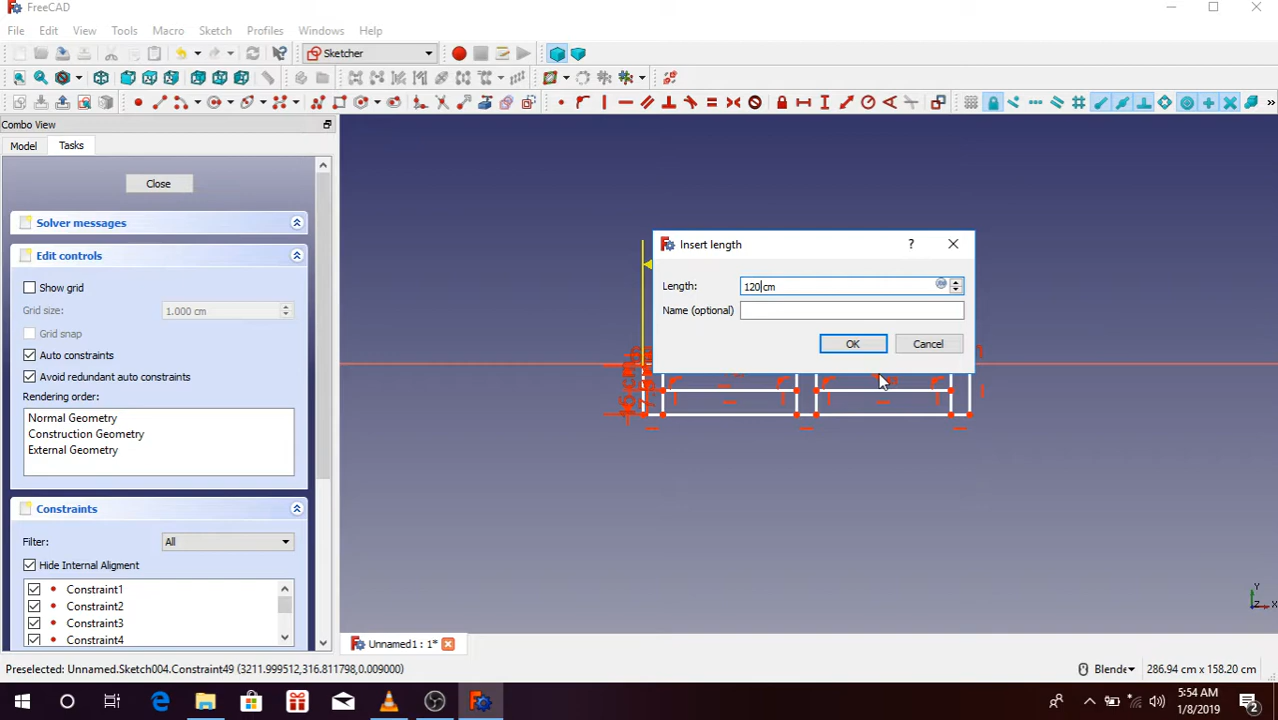 FreeCAD
File Edit View Tools Macro Sketch Profiles Windows Help
Sketcher
Combo View
Model Tasks
Close
Solver messages
Edit controls
Show grid
Grid size: 1.000 cm
Grid snap
Auto constraints
Avoid redundant auto constraints
Rendering order:
Normal Geometry
Construction Geometry
External Geometry
Constraints
Filter: All
Hide Internal Aligment
Constraint1
Constraint2
Constraint3
Constraint4
Insert length
Length: 120cm
Name (optional)
OK Cancel
Unnamed1 : 1*
Preselected: Unnamed.Sketch004.Constraint49 (3211.999512,316.811798,0.009000)
Blende 286.94 cm x 158.20 cm
5:54 AM
1/8/2019
2
Y
Z X